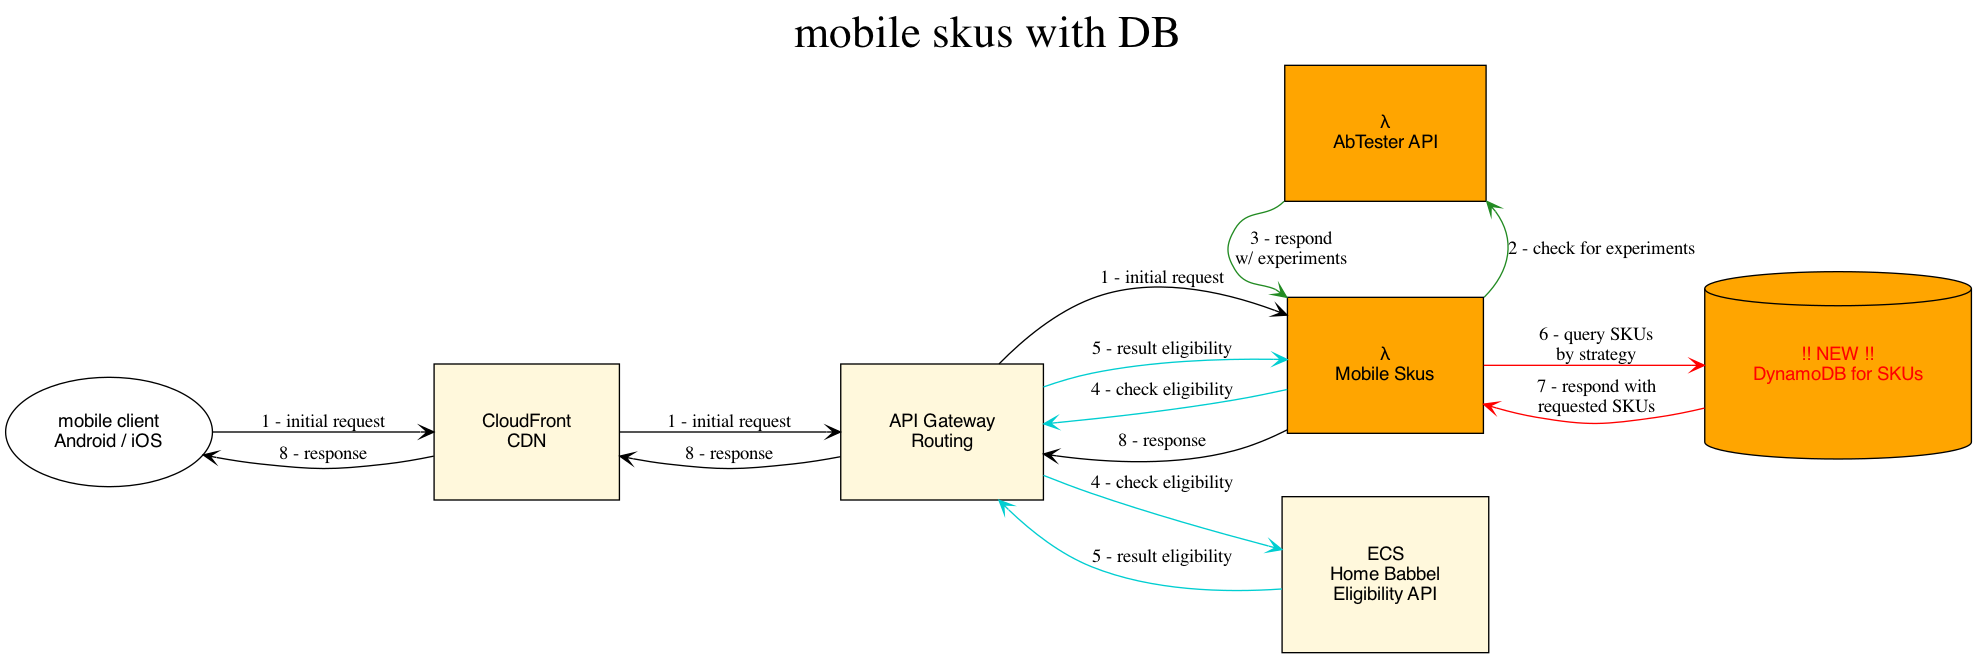 mobile skus with DB
λ
AbTester API
3 - respond
w/ experiments
2 - check for experiments
1 - initial request
6 - query SKUs
by strategy
5 - result eligibility
λ
Mobile Skus
!! NEW !!
DynamoDB for SKUs
4 - check eligibility
7 - respond with
requested SKUs
mobile client
Android / iOS
1 - initial request
CloudFront
CDN
1 - initial request
API Gateway
Routing
8 - response
8 - response
8 - response
4 - check eligibility
5 - result eligibility
ECS
Home Babbel
Eligibility API